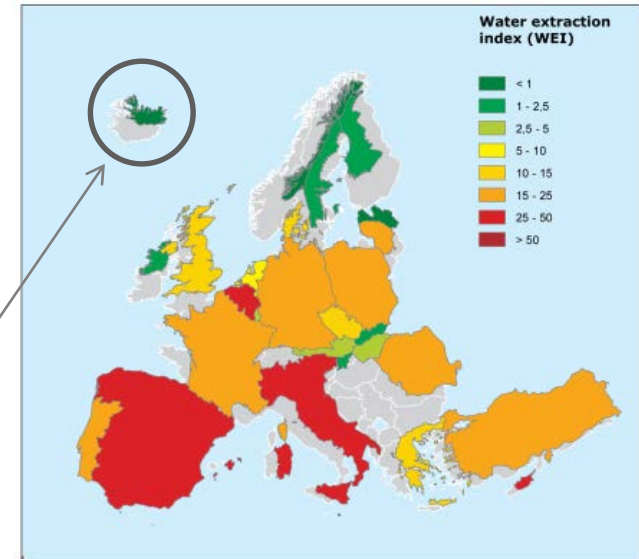 Water extraction
index (WEI)
< 1
1 - 2,5
2,5 - 5
5 - 10
10 - 15
15 - 25
25 - 50
> 50